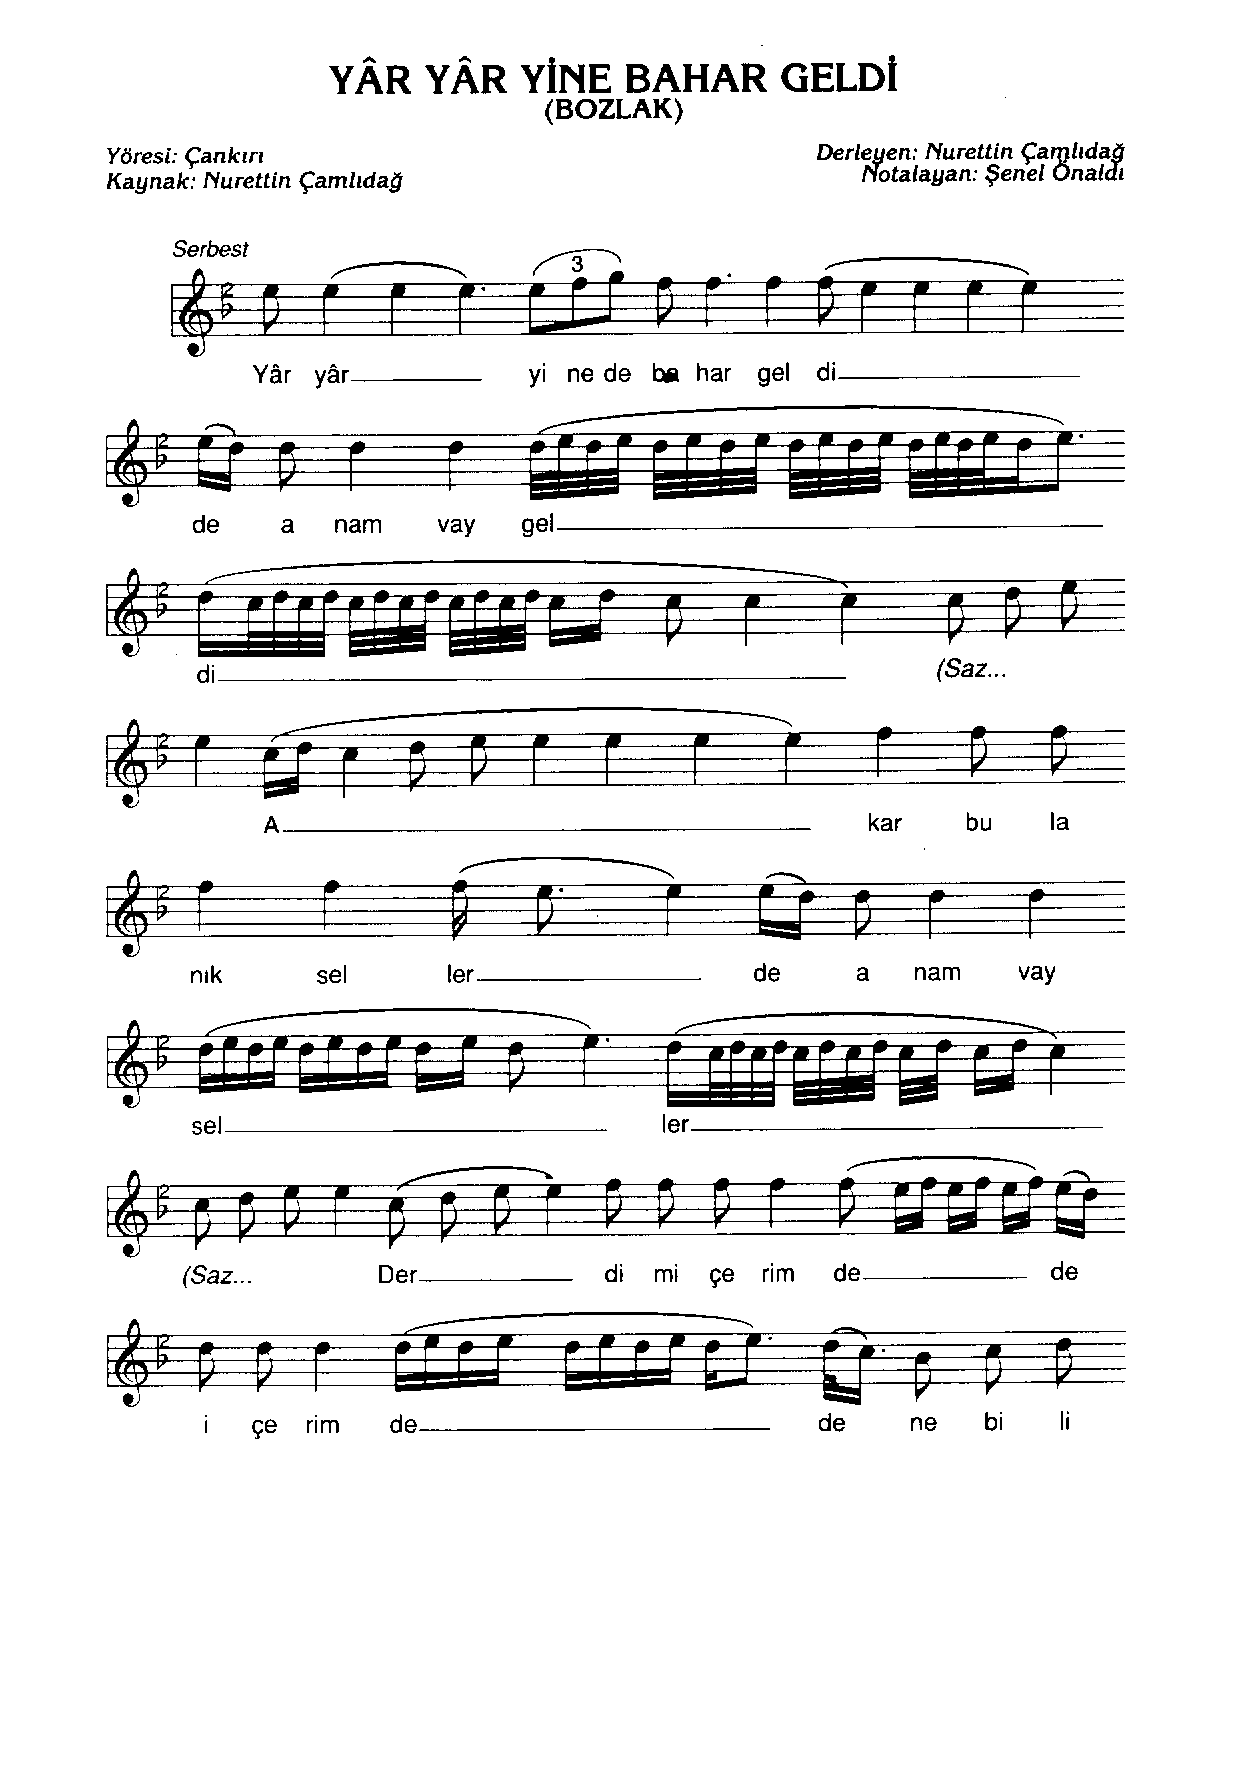 YÂR YÂR YİNE BAHAR GELDİ
(BOZLAK)
Yöresi: Çankırı
Kaynak: Nurettin Çamlıdağ
Derleyen: Nurettin Çamlıdağ
Notalayan: Şenel Önaldı
Serbest
3
Yâr yâr yi ne de ba har gel di
de a nam vay gel
di (Saz...
A kar bu la
nık sel ler de a nam vay
sel ler
(Saz... Der di mi çe rim de de
i çe rim de de ne bi li